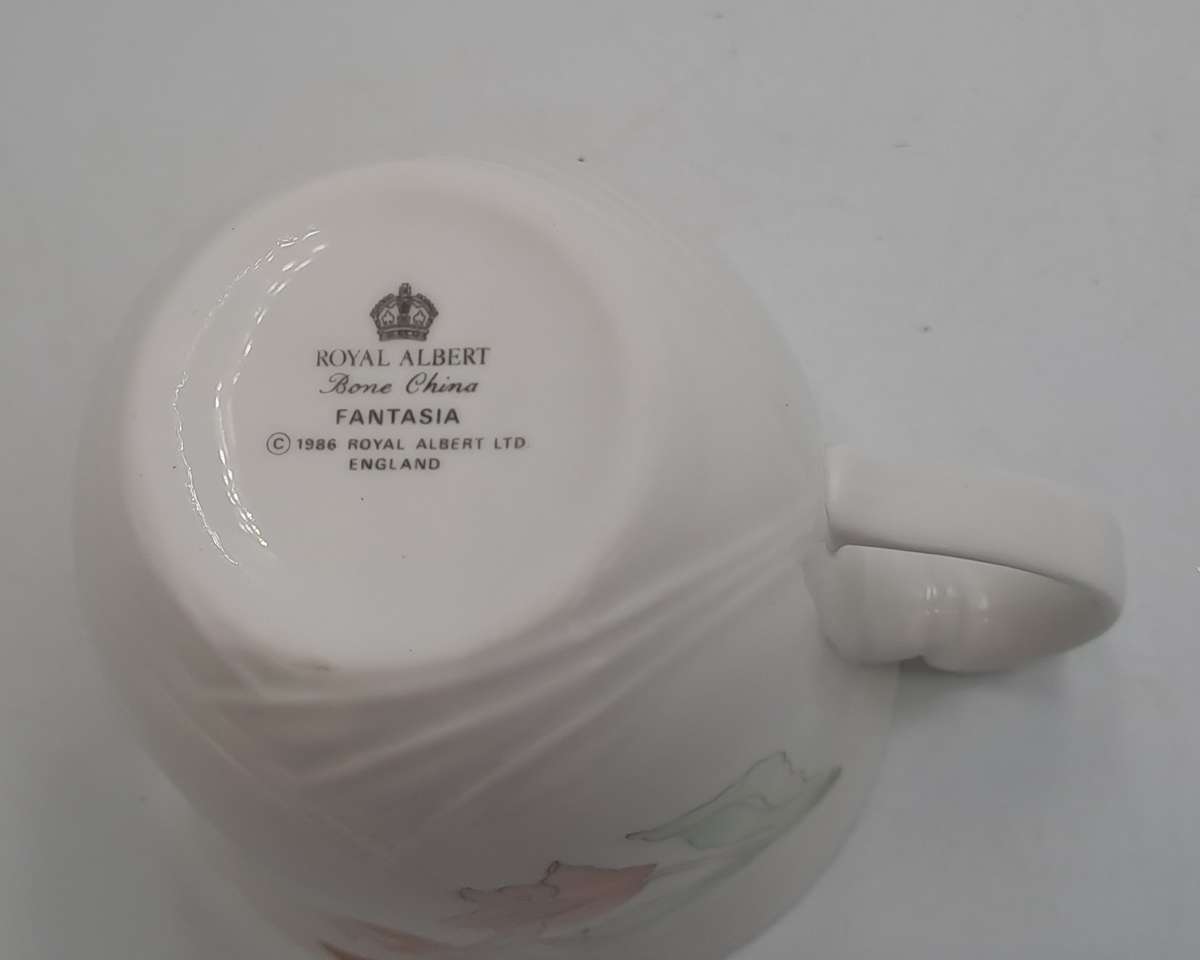 ROYAL ALBERT
Bone China
FANTASIA
© 1986 ROYAL ALBERT LTD
ENGLAND